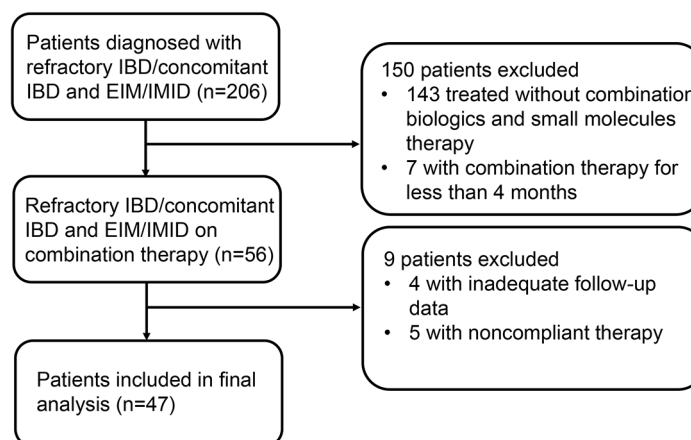 Patients diagnosed with
refractory IBD/concomitant
IBD and EIM/IMID (n=206)
150 patients excluded
• 143 treated without combination
biologics and small molecules
therapy
• 7 with combination therapy for
less than 4 months
Refractory IBD/concomitant
IBD and EIM/IMID on
combination therapy (n=56)
9 patients excluded
• 4 with inadequate follow-up
data
• 5 with noncompliant therapy
Patients included in final
analysis (n=47)